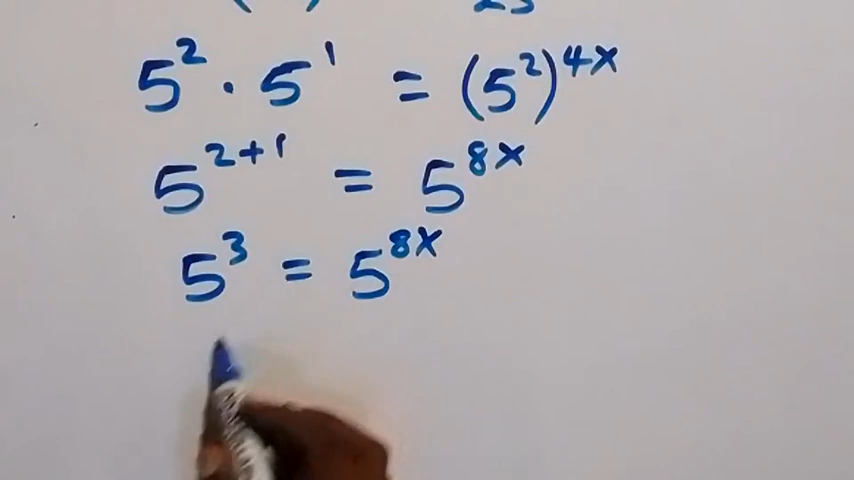 5² · 5¹ = (5²)⁴ˣ
5²⁺¹ = 5⁸ˣ
5³ = 5⁸ˣ